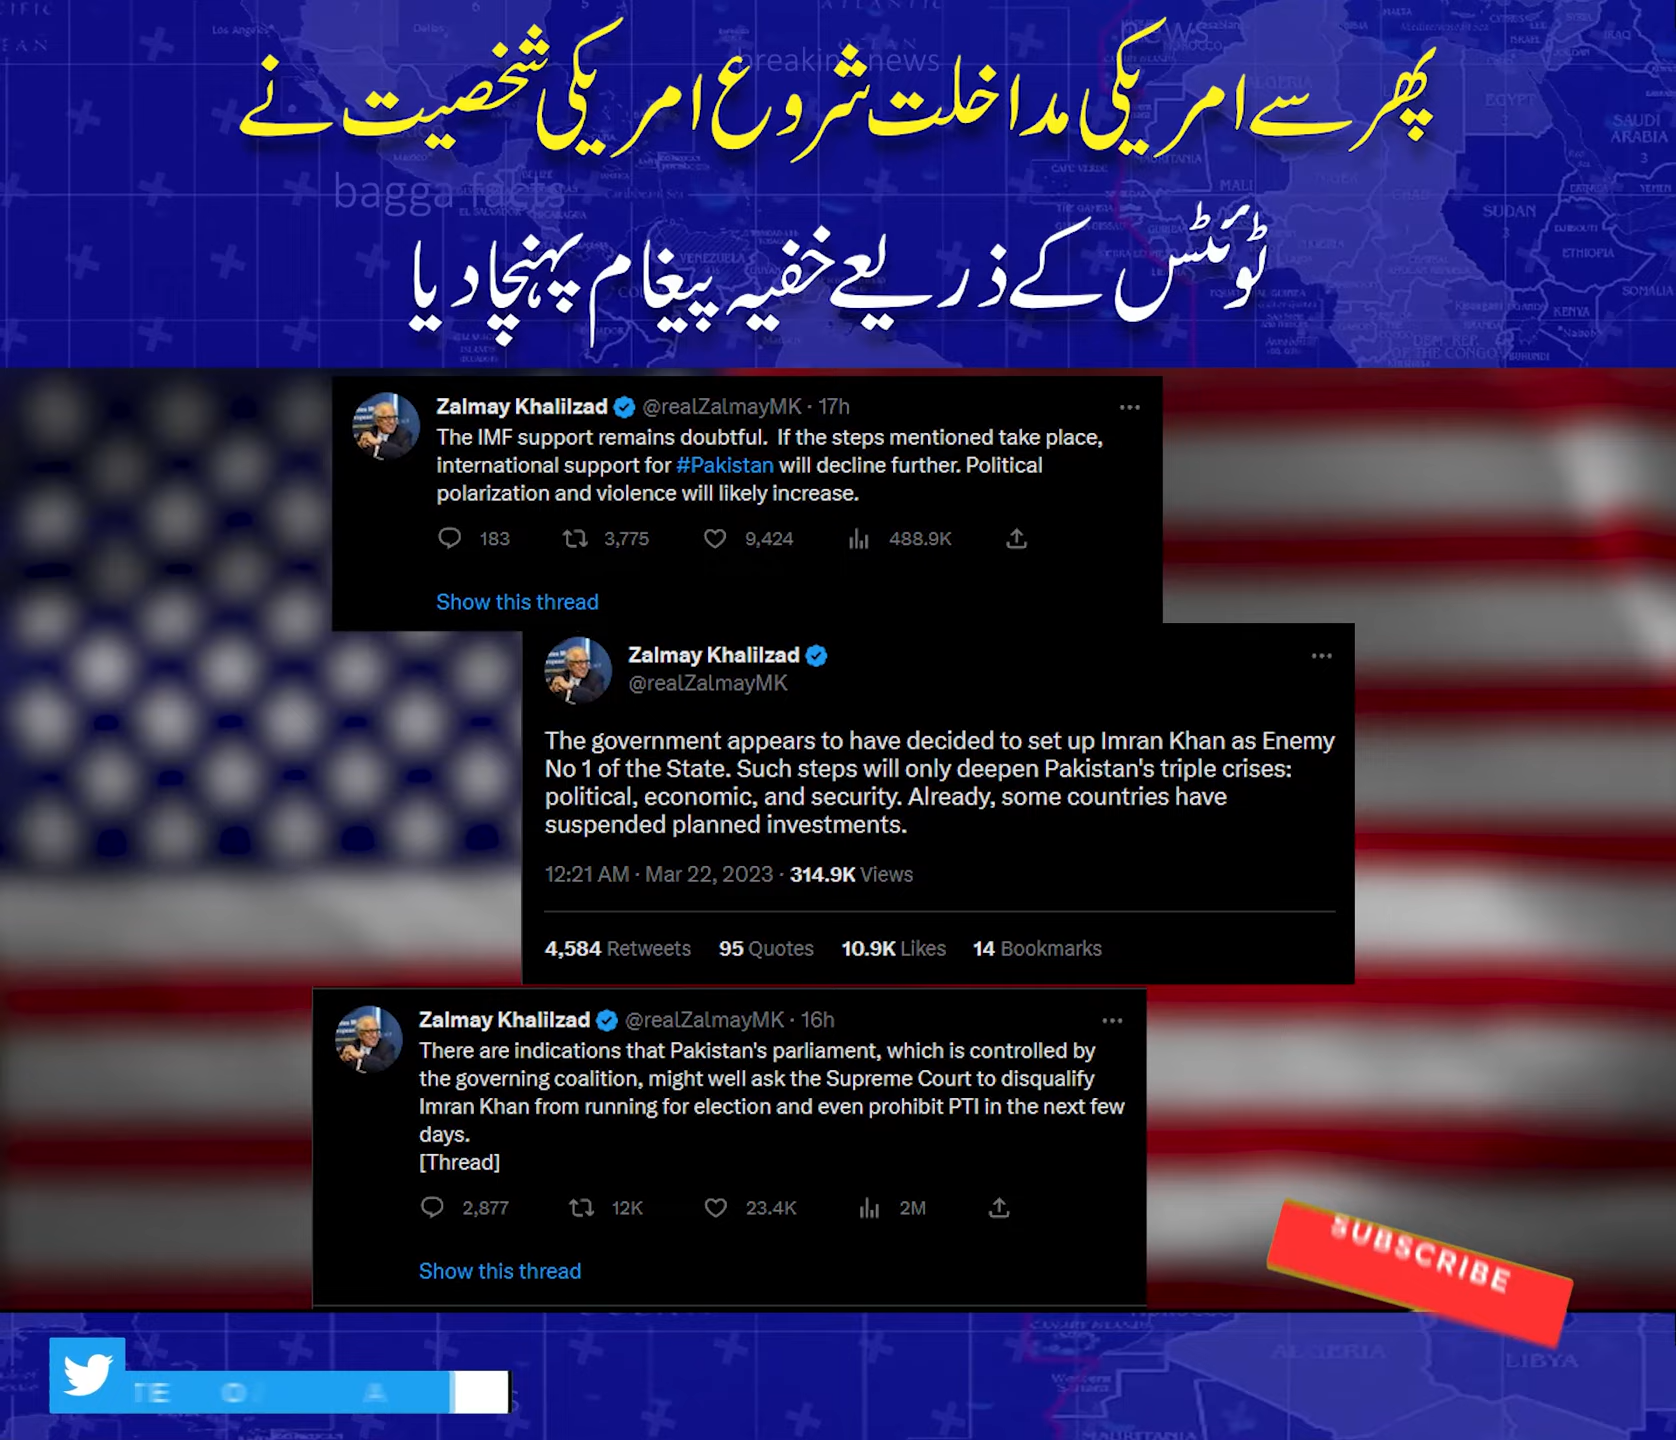 پھر سے امریکی مداخلت شروع امریکی شخصیت نے
breaking news
bagga facts
ٹوئٹس کے ذریعے خفیہ پیغام پہنچا دیا
Zalmay Khalilzad @realZalmayMK · 17h
The IMF support remains doubtful.  If the steps mentioned take place,
international support for #Pakistan will decline further. Political
polarization and violence will likely increase.
183 3,775 9,424 488.9K
Show this thread
Zalmay Khalilzad
@realZalmayMK
The government appears to have decided to set up Imran Khan as Enemy
No 1 of the State. Such steps will only deepen Pakistan's triple crises:
political, economic, and security. Already, some countries have
suspended planned investments.
12:21 AM · Mar 22, 2023 · 314.9K Views
4,584 Retweets 95 Quotes 10.9K Likes 14 Bookmarks
Zalmay Khalilzad @realZalmayMK · 16h
There are indications that Pakistan's parliament, which is controlled by
the governing coalition, might well ask the Supreme Court to disqualify
Imran Khan from running for election and even prohibit PTI in the next few
days.
[Thread]
2,877 12K 23.4K 2M
Show this thread
SUBSCRIBE
ALGERIA
LIBYA